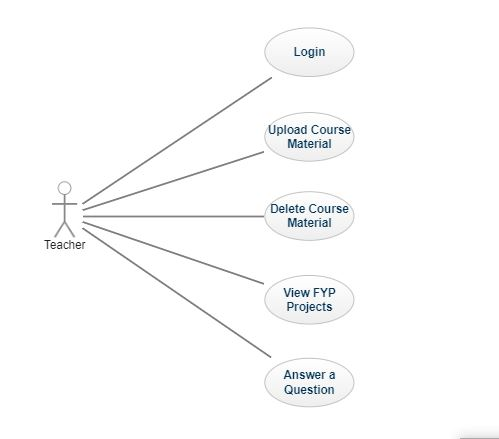 Login
Upload Course
Material
Delete Course
Material
Teacher
View FYP
Projects
Answer a
Question